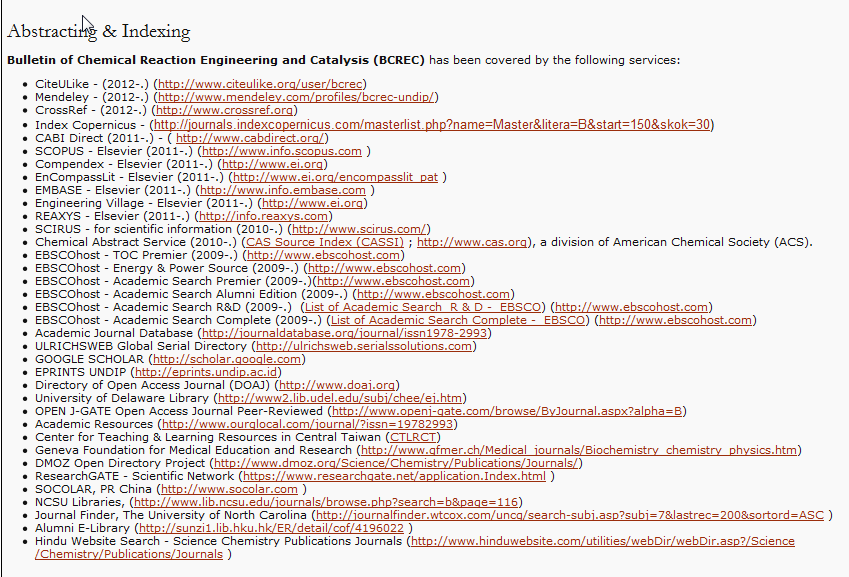 Abstracting & Indexing
Bulletin of Chemical Reaction Engineering and Catalysis (BCREC) has been covered by the following services:
• CiteULike - (2012-.) (http://www.citeulike.org/user/bcrec)
• Mendeley - (2012-.) (http://www.mendeley.com/profiles/bcrec-undip/)
• CrossRef - (2012-.) (http://www.crossref.org)
• Index Copernicus - (http://journals.indexcopernicus.com/masterlist.php?name=Master&litera=B&start=150&skok=30)
• CABI Direct (2011-.) - ( http://www.cabdirect.org/)
• SCOPUS - Elsevier (2011-.) (http://www.info.scopus.com )
• Compendex - Elsevier (2011-.) (http://www.ei.org)
• EnCompassLit - Elsevier (2011-.) (http://www.ei.org/encompasslit_pat )
• EMBASE - Elsevier (2011-.) (http://www.info.embase.com )
• Engineering Village - Elsevier (2011-.) (http://www.ei.org)
• REAXYS - Elsevier (2011-.) (http://info.reaxys.com)
• SCIRUS - for scientific information (2010-.) (http://www.scirus.com/)
• Chemical Abstract Service (2010-.) (CAS Source Index (CASSI) ; http://www.cas.org), a division of American Chemical Society (ACS).
• EBSCOhost - TOC Premier (2009-.) (http://www.ebscohost.com)
• EBSCOhost - Energy & Power Source (2009-.) (http://www.ebscohost.com)
• EBSCOhost - Academic Search Premier (2009-.)(http://www.ebscohost.com)
• EBSCOhost - Academic Search Alumni Edition (2009-.) (http://www.ebscohost.com)
• EBSCOhost - Academic Search R&D (2009-.) (List of Academic Search R & D - EBSCO) (http://www.ebscohost.com)
• EBSCOhost - Academic Search Complete (2009-.) (List of Academic Search Complete - EBSCO) (http://www.ebscohost.com)
• Academic Journal Database (http://journaldatabase.org/journal/issn1978-2993)
• ULRICHSWEB Global Serial Directory (http://ulrichsweb.serialssolutions.com)
• GOOGLE SCHOLAR (http://scholar.google.com)
• EPRINTS UNDIP (http://eprints.undip.ac.id)
• Directory of Open Access Journal (DOAJ) (http://www.doaj.org)
• University of Delaware Library (http://www2.lib.udel.edu/subj/chee/ej.htm)
• OPEN J-GATE Open Access Journal Peer-Reviewed (http://www.openj-gate.com/browse/ByJournal.aspx?alpha=B)
• Academic Resources (http://www.ourglocal.com/journal/?issn=19782993)
• Center for Teaching & Learning Resources in Central Taiwan (CTLRCT)
• Geneva Foundation for Medical Education and Research (http://www.gfmer.ch/Medical_journals/Biochemistry_chemistry_physics.htm)
• DMOZ Open Directory Project (http://www.dmoz.org/Science/Chemistry/Publications/Journals/)
• ResearchGATE - Scientific Network (https://www.researchgate.net/application.Index.html )
• SOCOLAR, PR China (http://www.socolar.com )
• NCSU Libraries, (http://www.lib.ncsu.edu/journals/browse.php?search=b&page=116)
• Journal Finder, The University of North Carolina (http://journalfinder.wtcox.com/uncg/search-subj.asp?subj=7&lastrec=200&sortord=ASC )
• Alumni E-Library (http://sunzi1.lib.hku.hk/ER/detail/cof/4196022 )
• Hindu Website Search - Science Chemistry Publications Journals (http://www.hinduwebsite.com/utilities/webDir/webDir.asp?/Science
/Chemistry/Publications/Journals )